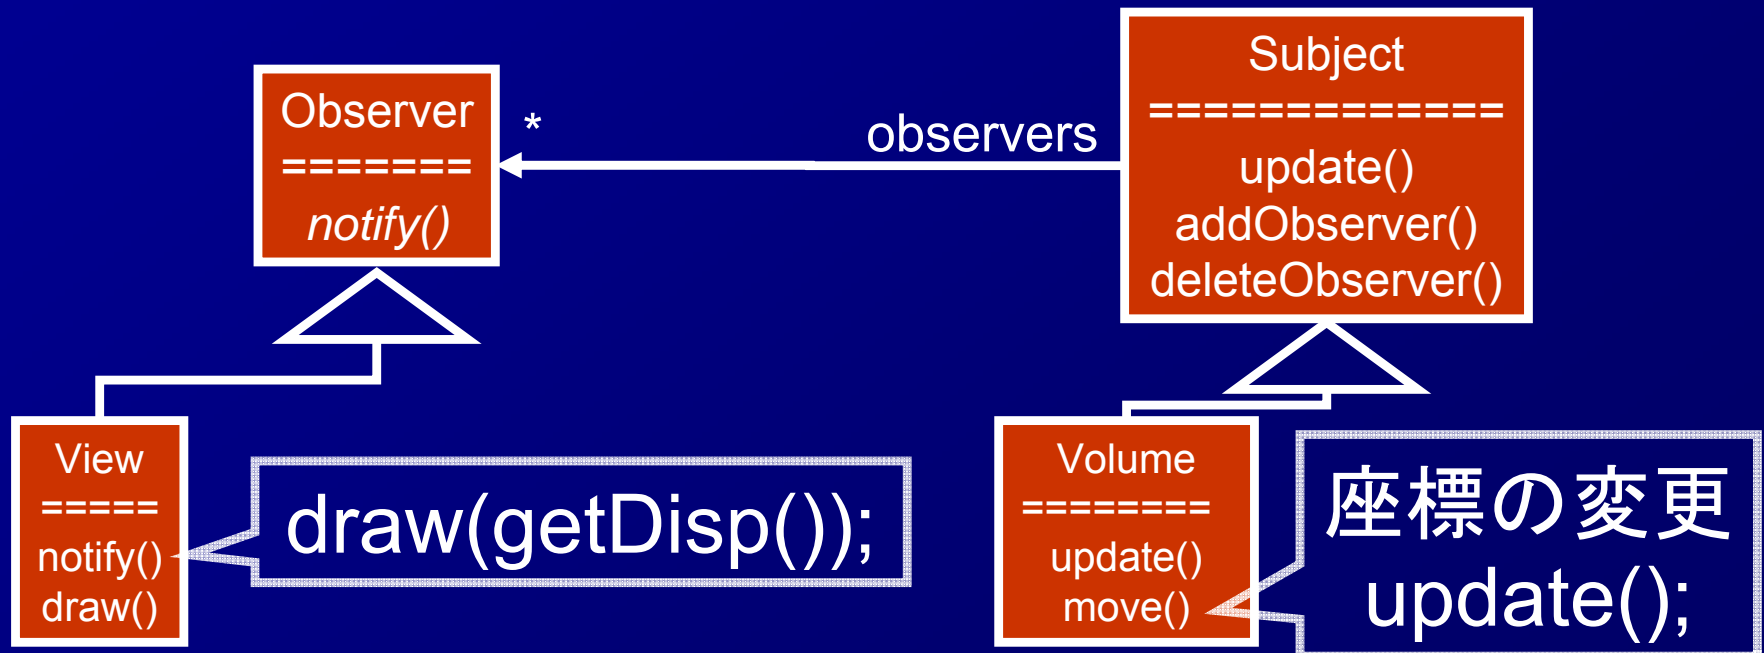 Observer
=======
notify()
*
observers
Subject
=============
update()
addObserver()
deleteObserver()
View
=====
notify()
draw()
draw(getDisp());
Volume
========
update()
move()
座標の変更
update();